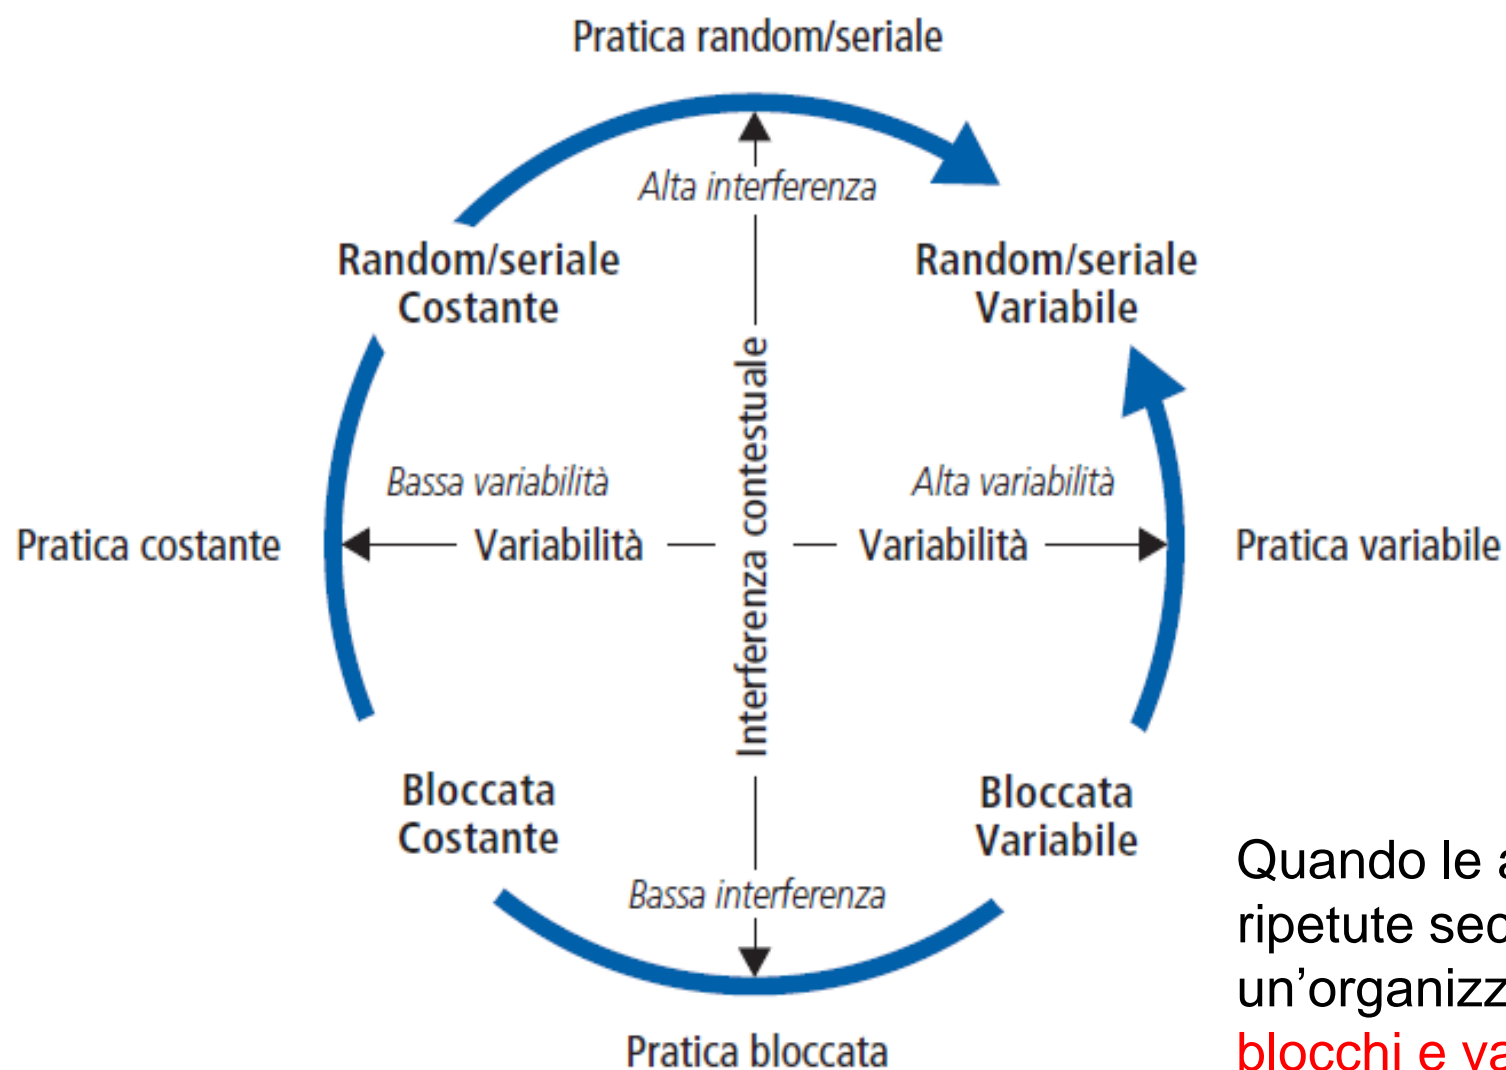 Pratica random/seriale
Alta interferenza
Random/seriale
Costante
Random/seriale
Variabile
Interferenza contestuale
Bassa variabilità
Alta variabilità
Pratica costante
Variabilità
Variabilità
Pratica variabile
Bloccata
Costante
Bloccata
Variabile
Bassa interferenza
Pratica bloccata
Quando le
ripetute
blocchi e